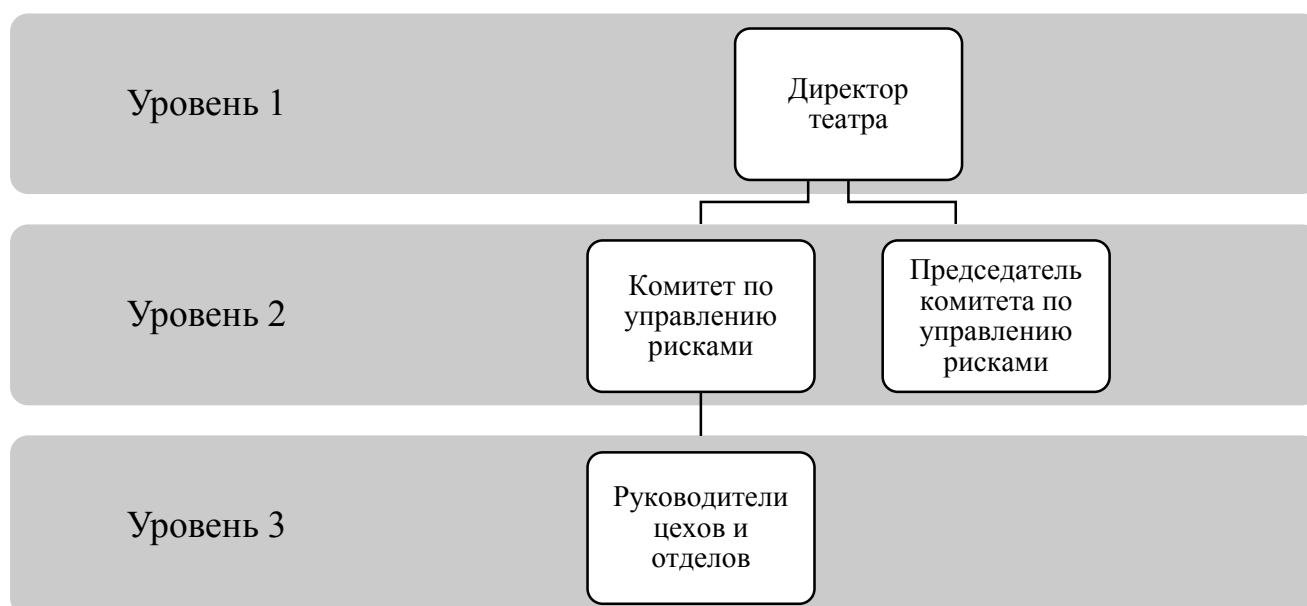 Уровень 1
Директор
театра
Уровень 2
Комитет по
управлению
рисками
Председатель
комитета по
управлению
рисками
Уровень 3
Руководители
цехов и
отделов